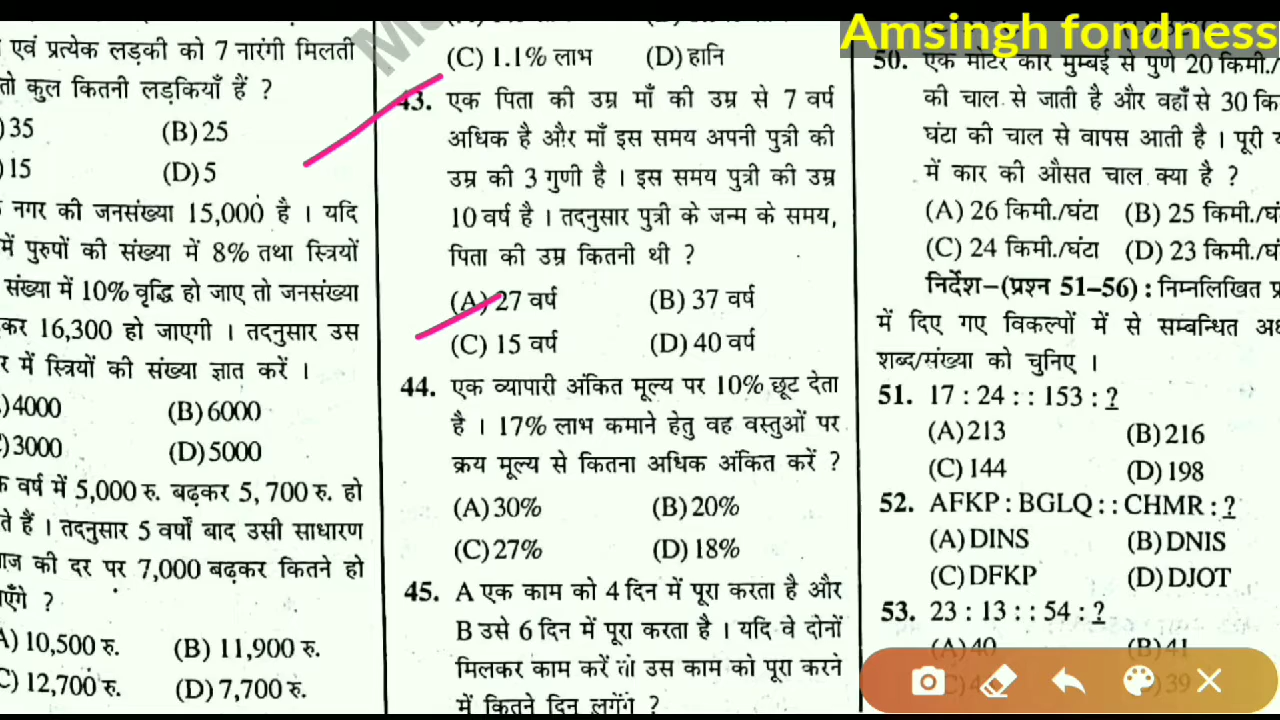 Amsingh fondness
एवं प्रत्येक लड़की को 7 नारंगी मिलती
तो कुल कितनी लड़कियाँ हैं ?
) 35 (B) 25
) 15 (D) 5
नगर की जनसंख्या 15,000 है । यदि
में पुरुषों की संख्या में 8% तथा स्त्रियों
संख्या में 10% वृद्धि हो जाए तो जनसंख्या
कर 16,300 हो जाएगी । तदनुसार उस
र में स्त्रियों की संख्या ज्ञात करें ।
) 4000 (B) 6000
) 3000 (D) 5000
वर्ष में 5,000 रु. बढ़कर 5, 700 रु. हो
ते हैं । तदनुसार 5 वर्षों बाद उसी साधारण
ाज की दर पर 7,000 बढ़कर कितने हो
एँगे ?
A) 10,500 रु. (B) 11,900 रु.
C) 12,700 रु. (D) 7,700 रु.
(C) 1.1% लाभ (D) हानि
43. एक पिता की उम्र माँ की उम्र से 7 वर्ष
अधिक है और माँ इस समय अपनी पुत्री की
उम्र की 3 गुणी है । इस समय पुत्री की उम्र
10 वर्ष है । तदनुसार पुत्री के जन्म के समय,
पिता की उम्र कितनी थी ?
(A) 27 वर्ष (B) 37 वर्ष
(C) 15 वर्ष (D) 40 वर्ष
44. एक व्यापारी अंकित मूल्य पर 10% छूट देता
है । 17% लाभ कमाने हेतु वह वस्तुओं पर
क्रय मूल्य से कितना अधिक अंकित करें ?
(A) 30% (B) 20%
(C) 27% (D) 18%
45. A एक काम को 4 दिन में पूरा करता है और
B उसे 6 दिन में पूरा करता है । यदि वे दोनों
मिलकर काम करें तो उस काम को पूरा करने
में कितने दिन लगेंगे ?
50. एक मोटर कार मुम्बई से पुणे 20 किमी./
की चाल से जाती है और वहाँ से 30 कि
घंटा की चाल से वापस आती है । पूरी
में कार की औसत चाल क्या है ?
(A) 26 किमी./घंटा (B) 25 किमी./घं
(C) 24 किमी./घंटा (D) 23 किमी./घं
निर्देश–(प्रश्न 51–56) : निम्नलिखित प्र
में दिए गए विकल्पों में से सम्बन्धित अ
शब्द/संख्या को चुनिए ।
51. 17 : 24 : : 153 : ?
(A) 213 (B) 216
(C) 144 (D) 198
52. AFKP : BGLQ : : CHMR : ?
(A) DINS (B) DNIS
(C) DFKP (D) DJOT
53. 23 : 13 : : 54 : ?
(A) 40 (B) 41
39